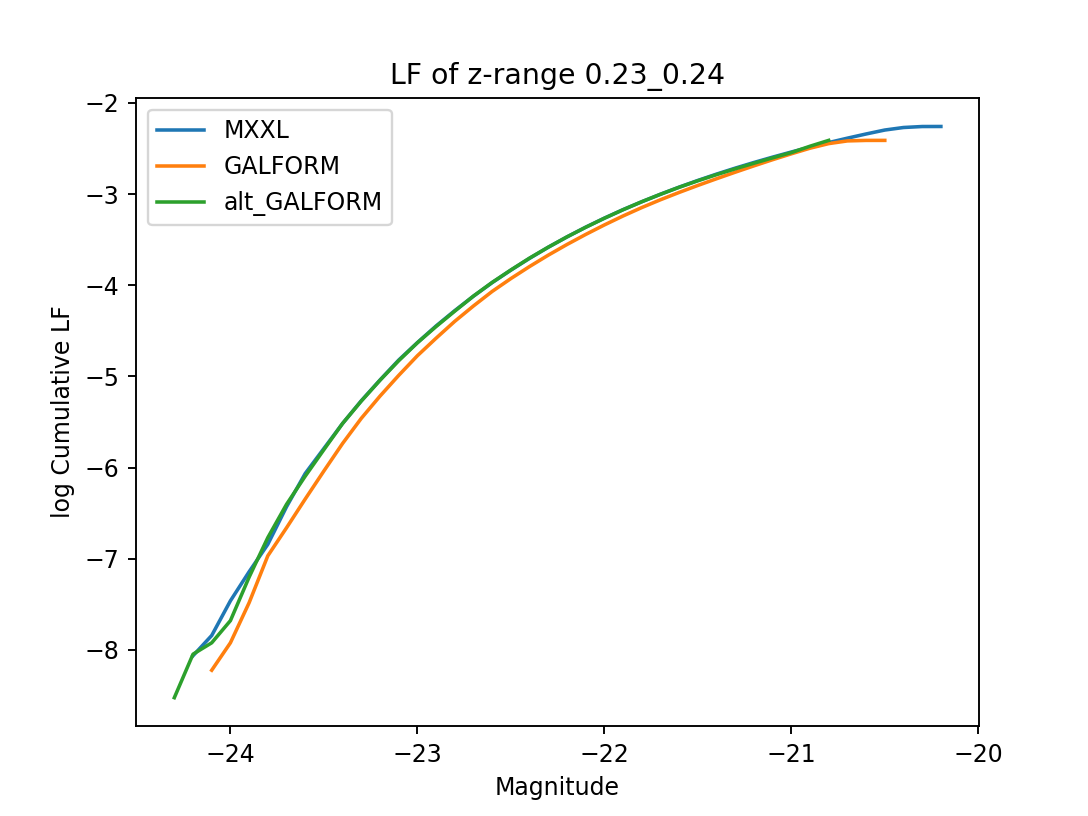 LF of z-range 0.23_0.24
−2
−3
−4
−5
−6
−7
−8
log Cumulative LF
MXXL
GALFORM
alt_GALFORM
−24 −23 −22 −21 −20
Magnitude